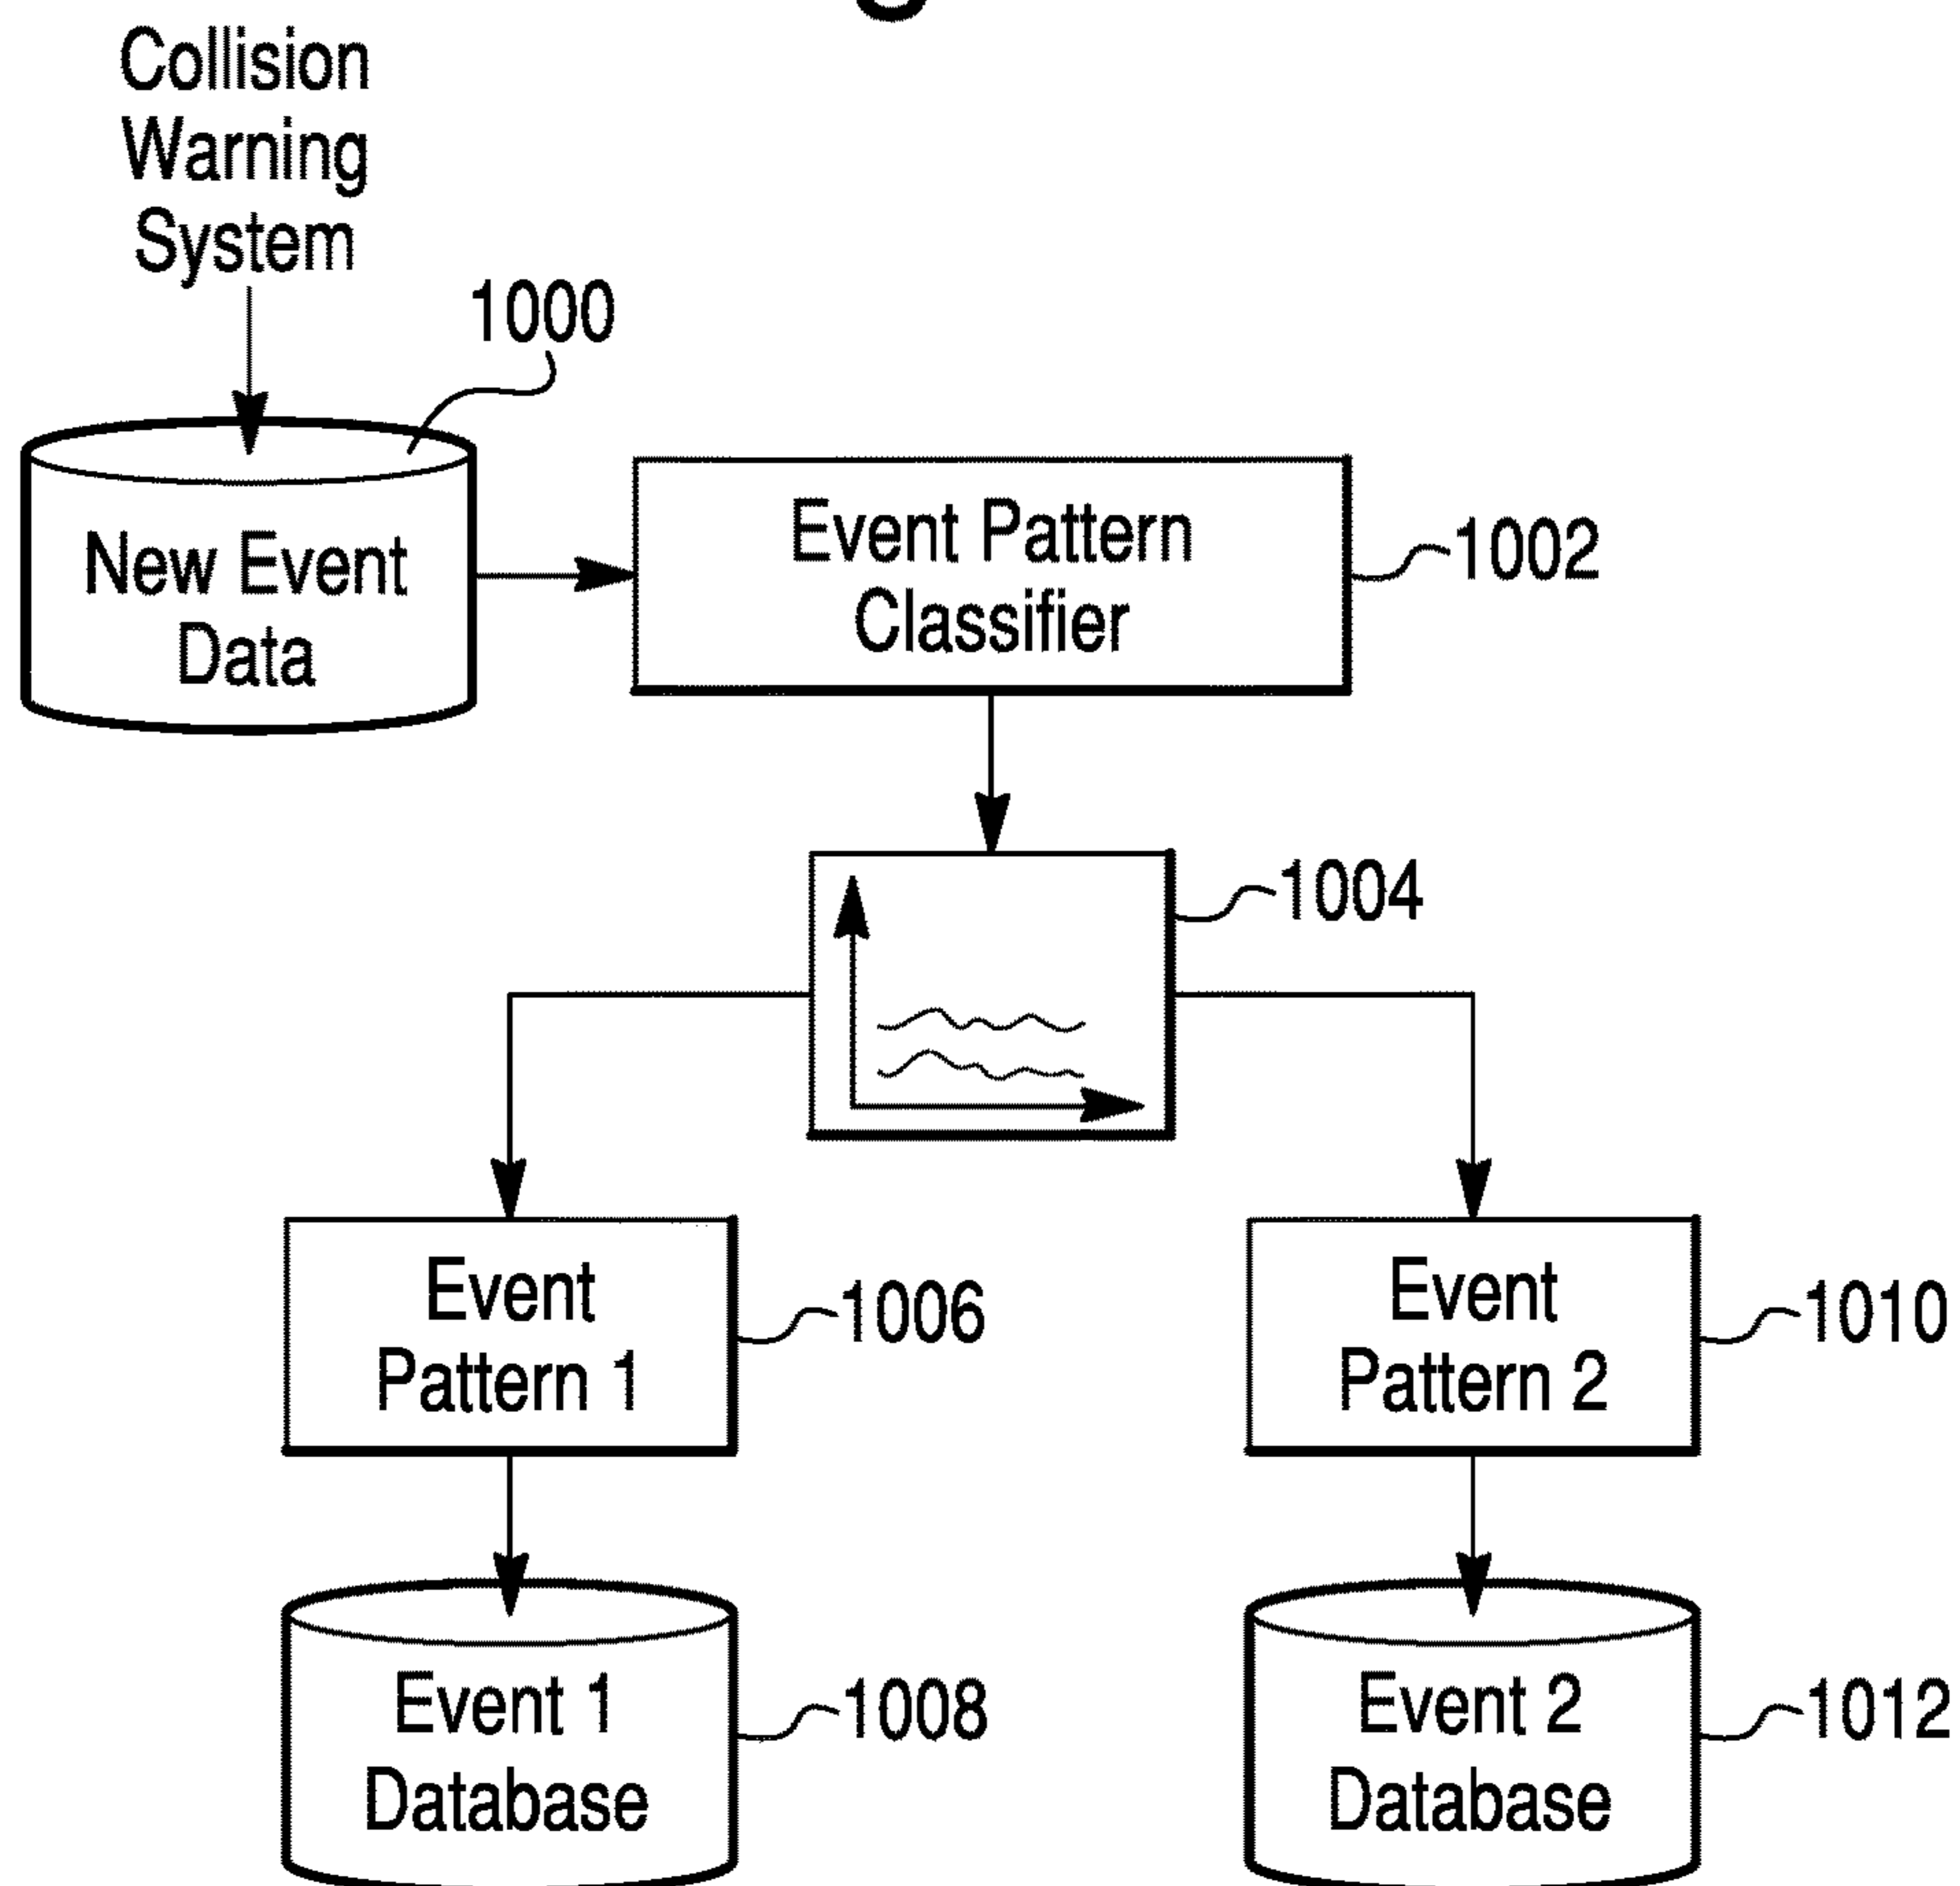 Collision
Warning
System
1000
New Event
Data
Event Pattern
Classifier
1002
1004
Event
Pattern 1
1006
Event
Pattern 2
1010
Event 1
Database
1008
Event 2
Database
1012